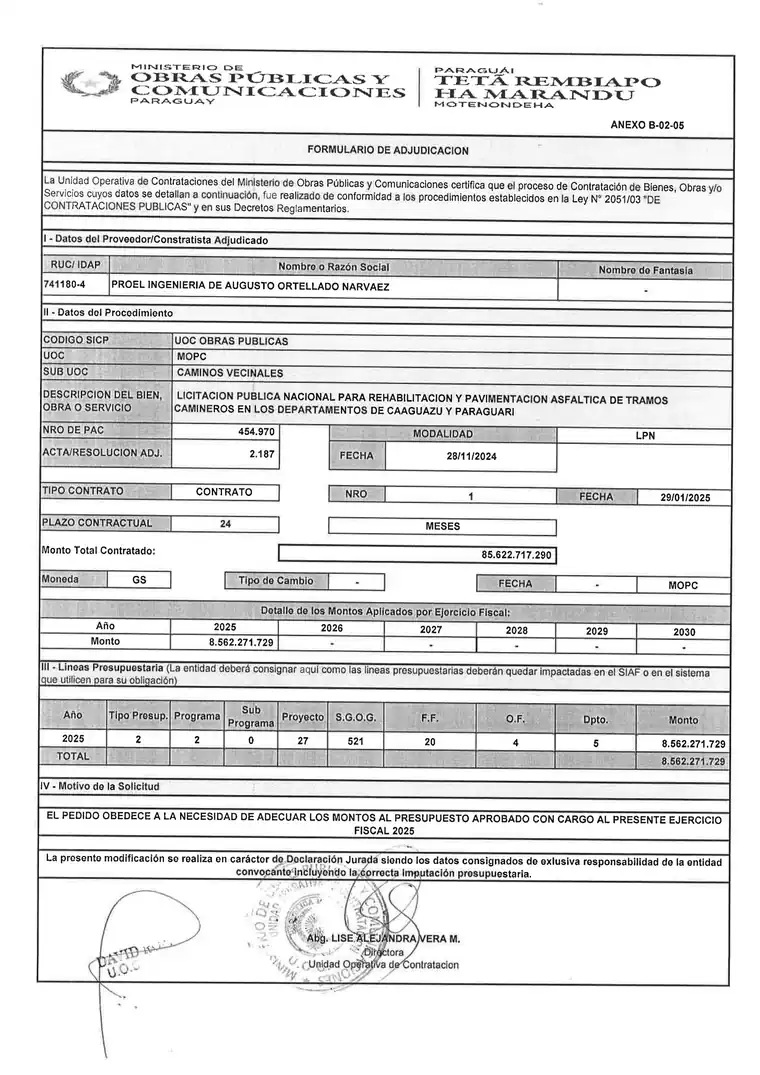 MINISTERIO DE
OBRAS PÚBLICAS Y
COMUNICACIONES
PARAGUAY
PARAGUÁI
TETÃ REMBIAPO
HA MARANDU
MOTENONDEHA
ANEXO B-02-05
FORMULARIO DE ADJUDICACION
La Unidad Operativa de Contrataciones del Ministerio de Obras Públicas y Comunicaciones certifica que el proceso de Contratación de Bienes, Obras y/o
Servicios cuyos datos se detallan a continuación, fue realizado de conformidad a los procedimientos establecidos en la Ley N° 2051/03 "DE
CONTRATACIONES PUBLICAS" y en sus Decretos Reglamentarios.
I - Datos del Proveedor/Constratista Adjudicado
RUC/ IDAP Nombre o Razón Social Nombre de Fantasía
741180-4 PROEL INGENIERIA DE AUGUSTO ORTELLADO NARVAEZ -
II - Datos del Procedimiento
CODIGO SICP UOC OBRAS PUBLICAS
UOC MOPC
SUB UOC CAMINOS VECINALES
DESCRIPCION DEL BIEN, OBRA O SERVICIO
LICITACION PUBLICA NACIONAL PARA REHABILITACION Y PAVIMENTACION ASFALTICA DE TRAMOS
CAMINEROS EN LOS DEPARTAMENTOS DE CAAGUAZU Y PARAGUARI
NRO DE PAC 454.970 MODALIDAD LPN
ACTA/RESOLUCION ADJ. 2.187 FECHA 28/11/2024
TIPO CONTRATO CONTRATO NRO 1 FECHA 29/01/2025
PLAZO CONTRACTUAL 24 MESES
Monto Total Contratado: 85.622.717.290
Moneda GS Tipo de Cambio - FECHA - MOPC
Detalle de los Montos Aplicados por Ejercicio Fiscal:
Año 2025 2026 2027 2028 2029 2030
Monto 8.562.271.729 - - - - -
III - Lineas Presupuestaria (La entidad deberá consignar aquí como las lineas presupuestarias deberán quedar impactadas en el SIAF o en el sistema
que utilicen para su obligación)
Año Tipo Presup. Programa Sub Programa Proyecto S.G.O.G. F.F. O.F. Dpto. Monto
2025 2 2 0 27 521 20 4 5 8.562.271.729
TOTAL 8.562.271.729
IV - Motivo de la Solicitud
EL PEDIDO OBEDECE A LA NECESIDAD DE ADECUAR LOS MONTOS AL PRESUPUESTO APROBADO CON CARGO AL PRESENTE EJERCICIO
FISCAL 2025
La presente modificación se realiza en carácter de Declaración Jurada siendo los datos consignados de exlusiva responsabilidad de la entidad
convocante incluyendo la correcta imputación presupuestaria.
Abg. LISE ALEJANDRA VERA M.
Directora
Unidad Operativa de Contratacion
DAVID
U.O.C